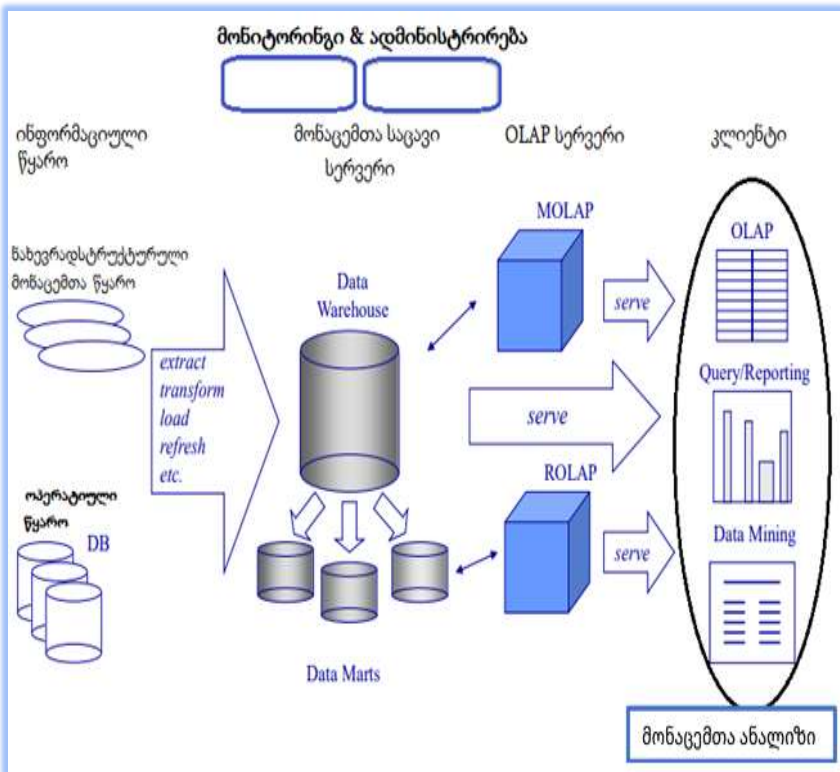 მონიტორინგი & ადმინისტრირება
ინფორმაციული
წყარო
მონაცემთა საცავი
სერვერი
OLAP სერვერი
კლიენტი
ნახევრადსტრუქტურული
მონაცემთა წყარო
extract
transform
load
refresh
etc.
ოპერატიული
წყარო
DB
Data
Warehouse
Data Marts
MOLAP
serve
serve
ROLAP
serve
OLAP
Query/Reporting
Data Mining
მონაცემთა ანალიზი